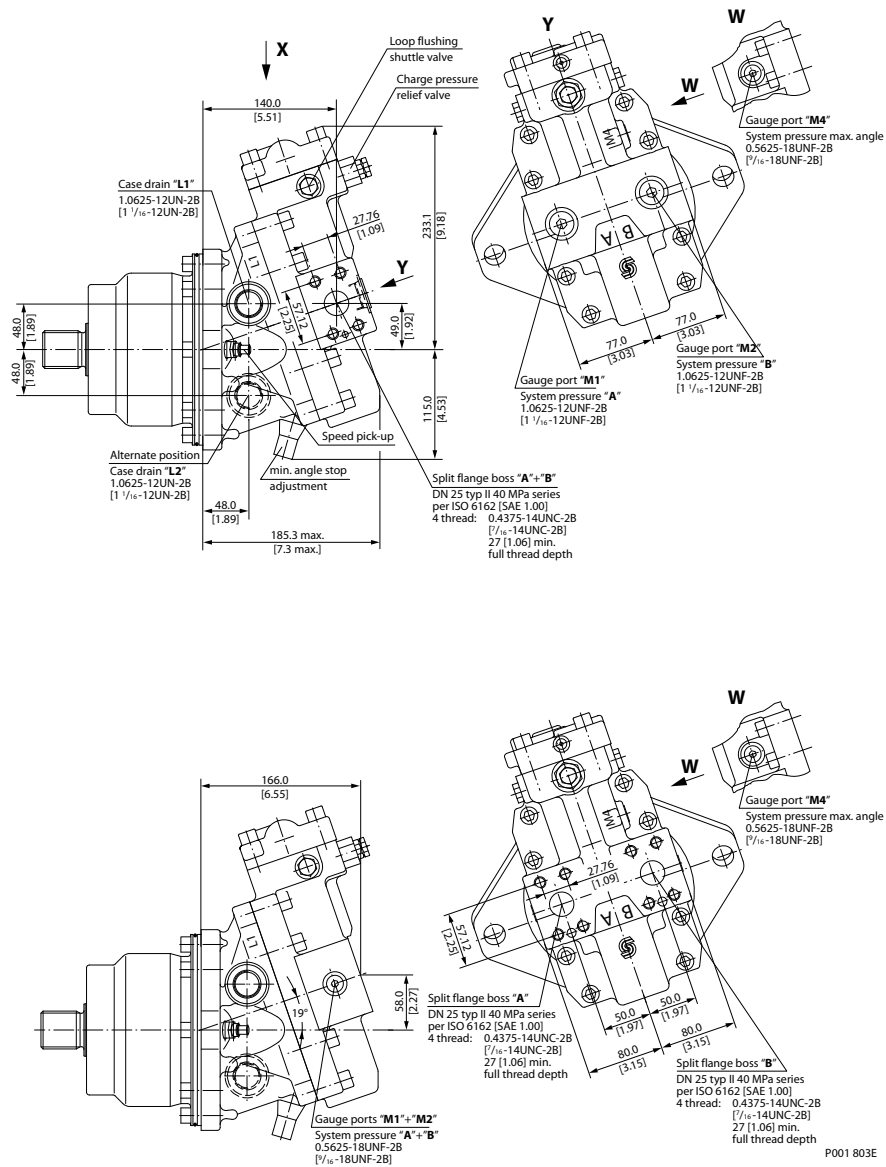 X
Loop flushing
shuttle valve
Charge pressure
relief valve
140.0
[5.51]
Case drain “L1”
1.0625-12UN-2B
[1 1/16-12UN-2B]
L1
27.76
[1.09]
233.1
[9.18]
Y
57.12
[2.25]
49.0
[1.92]
48.0
[1.89]
48.0
[1.89]
115.0
[4.53]
Speed pick-up
Alternate position
Case drain “L2”
1.0625-12UN-2B
[1 1/16-12UN-2B]
min. angle stop
adjustment
48.0
[1.89]
185.3 max.
[7.3 max.]
Split flange boss “A”+“B”
DN 25 typ II 40 MPa series
per ISO 6162 [SAE 1.00]
4 thread: 0.4375-14UNC-2B
[7/16-14UNC-2B]
27 [1.06] min.
full thread depth
Y
W
W
M4
Gauge port “M4”
System pressure max. angle
0.5625-18UNF-2B
[9/16-18UNF-2B]
B A
77.0
[3.03]
77.0
[3.03]
Gauge port “M1”
System pressure “A”
1.0625-12UNF-2B
[1 1/16-12UNF-2B]
Gauge port “M2”
System pressure “B”
1.0625-12UNF-2B
[1 1/16-12UNF-2B]
166.0
[6.55]
L1
19°
58.0
[2.27]
Gauge ports “M1”+“M2”
System pressure “A”+“B”
0.5625-18UNF-2B
[9/16-18UNF-2B]
W
W
M4
Gauge port “M4”
System pressure max. angle
0.5625-18UNF-2B
[9/16-18UNF-2B]
27.76
[1.09]
57.12
[2.25]
B A
Split flange boss “A”
DN 25 typ II 40 MPa series
per ISO 6162 [SAE 1.00]
4 thread: 0.4375-14UNC-2B
[7/16-14UNC-2B]
27 [1.06] min.
full thread depth
50.0
[1.97]
50.0
[1.97]
80.0
[3.15]
80.0
[3.15]
Split flange boss “B”
DN 25 typ II 40 MPa series
per ISO 6162 [SAE 1.00]
4 thread: 0.4375-14UNC-2B
[7/16-14UNC-2B]
27 [1.06] min.
full thread depth
P001 803E